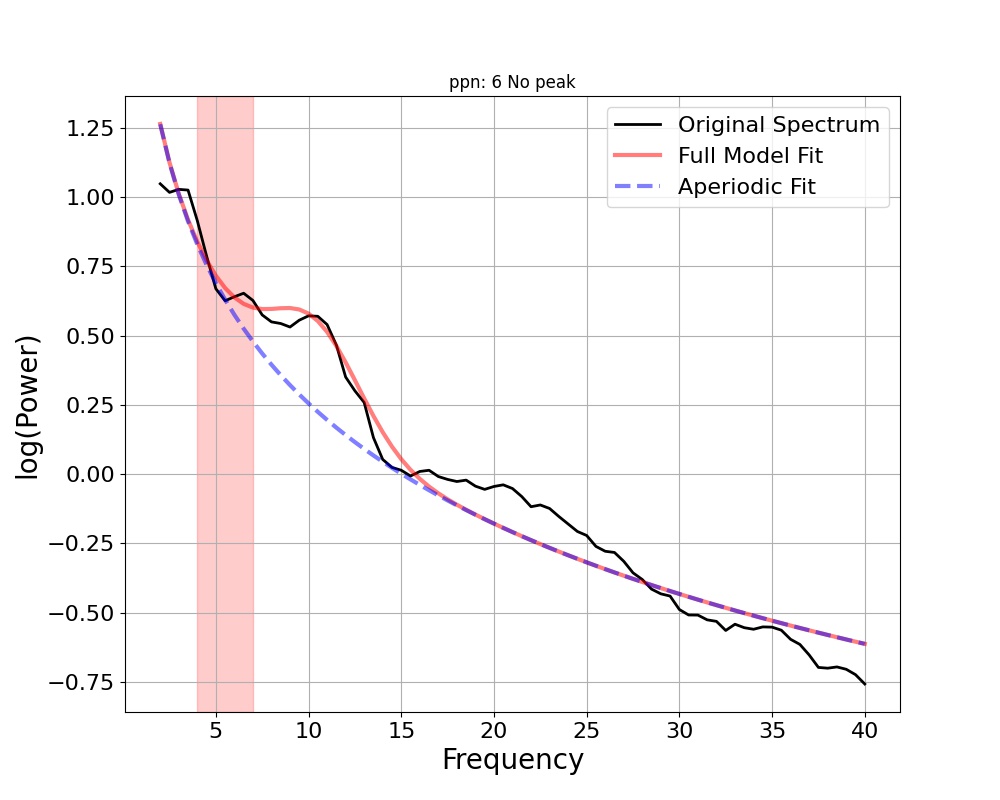 ppn: 6 No peak
Original Spectrum
Full Model Fit
Aperiodic Fit
log(Power)
1.25
1.00
0.75
0.50
0.25
0.00
−0.25
−0.50
−0.75
5 10 15 20 25 30 35 40
Frequency